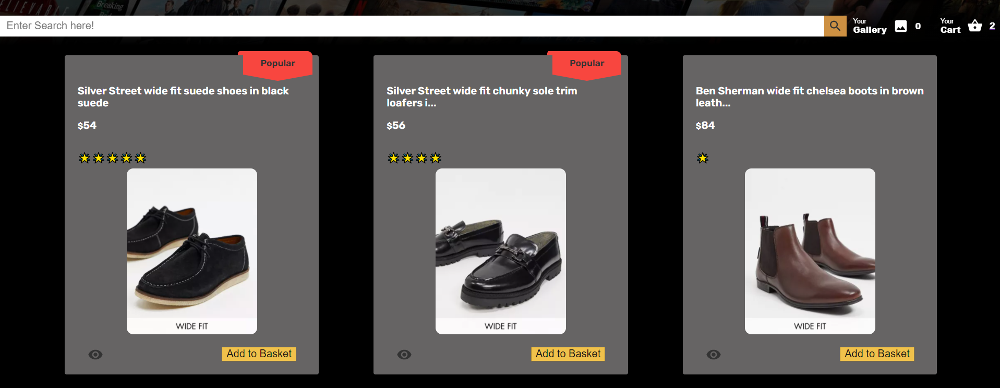 ELIEVABLE
Breaking
Enter Search here!
Your
Gallery
0
Your
Cart
2
Popular
Silver Street wide fit suede shoes in black
suede
$54
WIDE FIT
Add to Basket
Popular
Silver Street wide fit chunky sole trim
loafers i...
$56
WIDE FIT
Add to Basket
Ben Sherman wide fit chelsea boots in brown
leath...
$84
WIDE FIT
Add to Basket